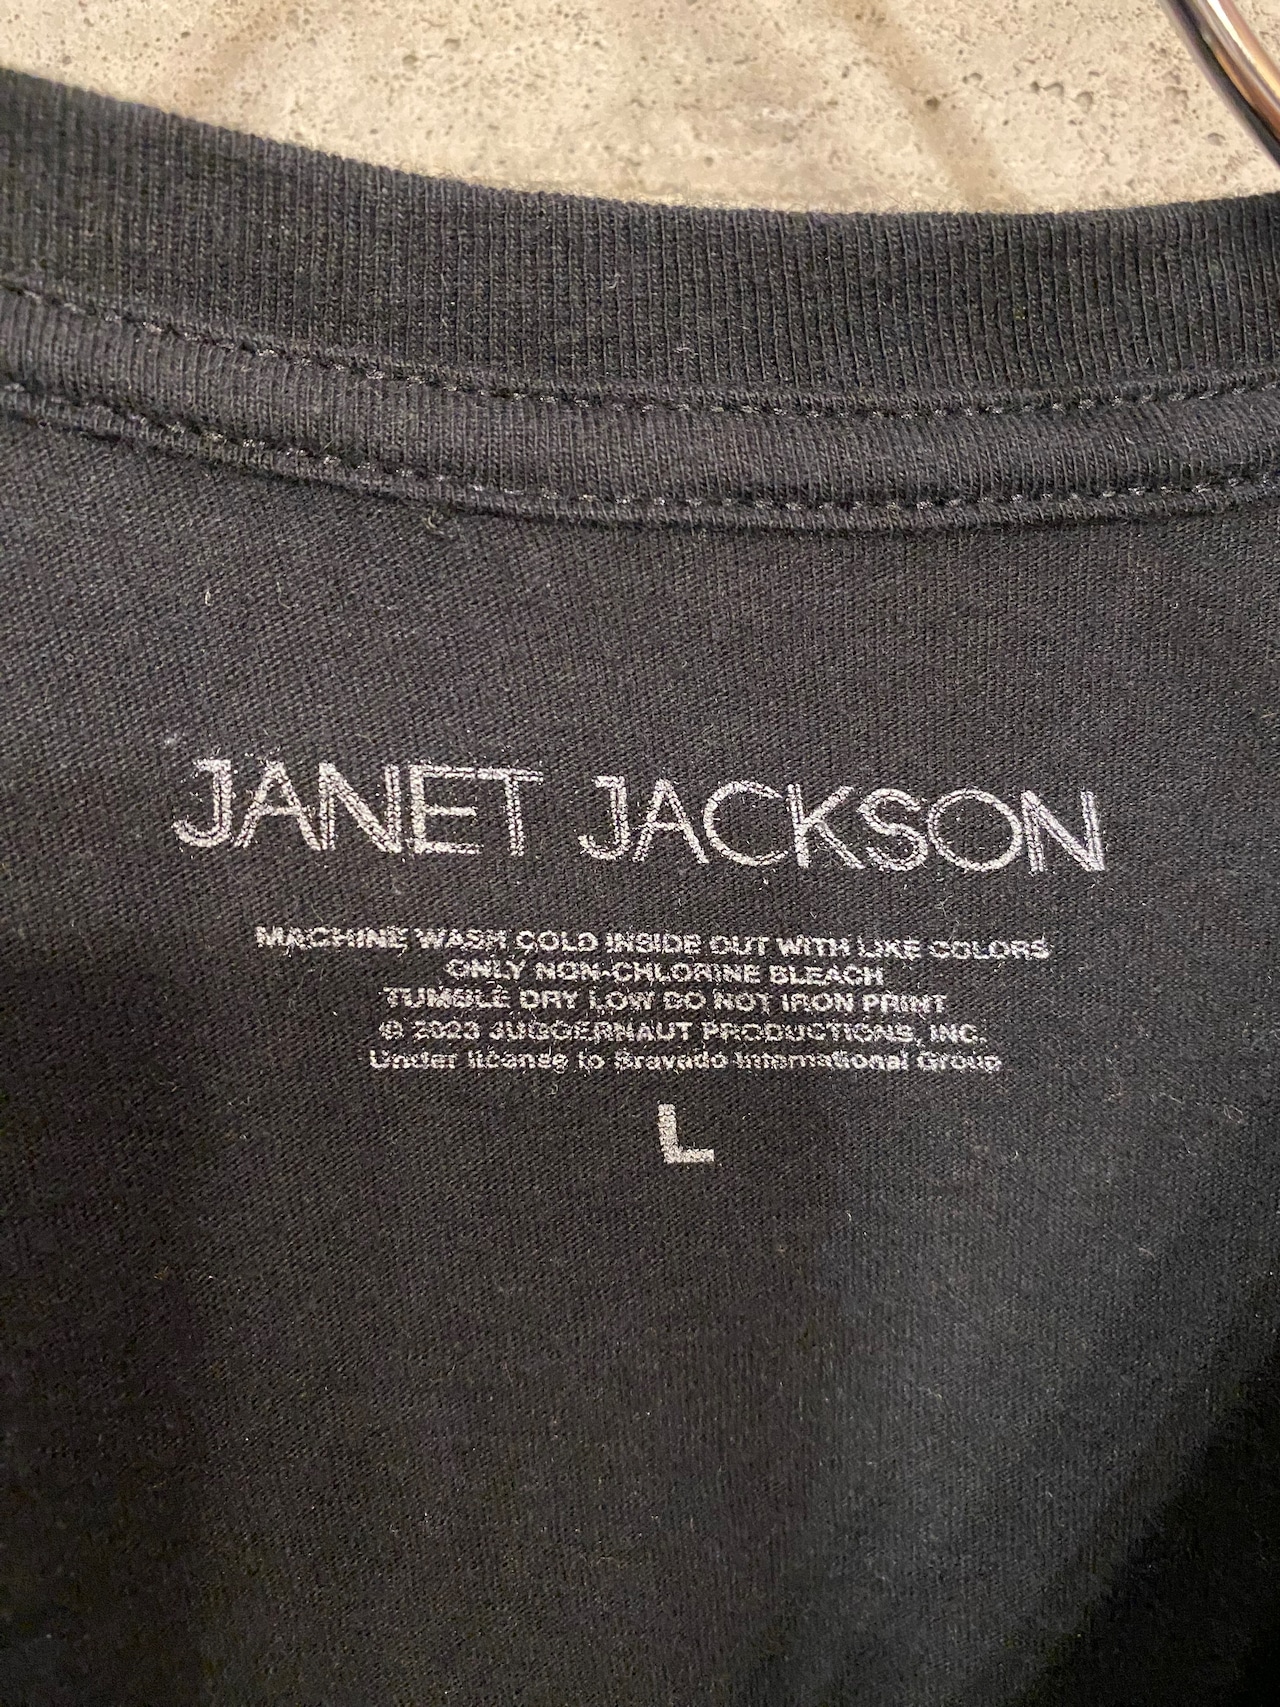 JANET JACKSON
MACHINE WASH COLD INSIDE OUT WITH LIKE COLORS
ONLY NON-CHLORINE BLEACH
TUMBLE DRY LOW DO NOT IRON PRINT
© 2023 JUGGERNAUT PRODUCTIONS, INC.
Under license to Bravado International Group
L